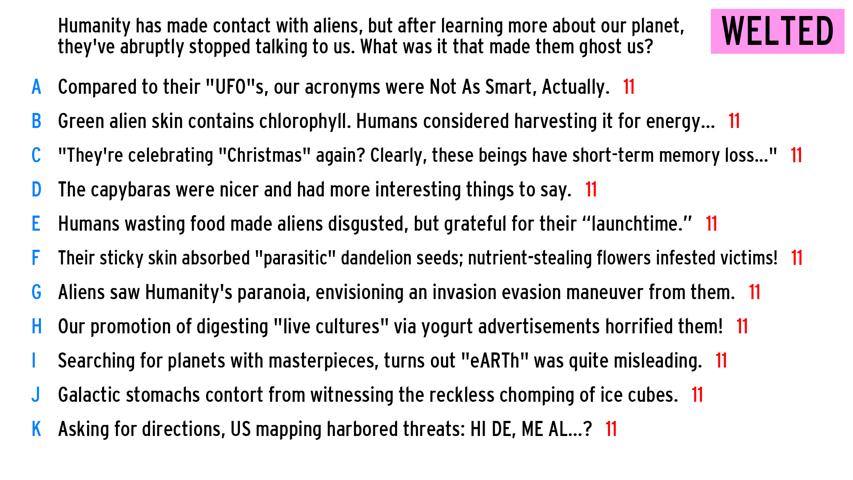 Humanity has made contact with aliens, but after learning more about our planet,
they've abruptly stopped talking to us. What was it that made them ghost us?
WELTED
A Compared to their "UFO"s, our acronyms were Not As Smart, Actually. 11
B Green alien skin contains chlorophyll. Humans considered harvesting it for energy... 11
C "They're celebrating "Christmas" again? Clearly, these beings have short-term memory loss..." 11
D The capybaras were nicer and had more interesting things to say. 11
E Humans wasting food made aliens disgusted, but grateful for their “launchtime.” 11
F Their sticky skin absorbed "parasitic" dandelion seeds; nutrient-stealing flowers infested victims! 11
G Aliens saw Humanity's paranoia, envisioning an invasion evasion maneuver from them. 11
H Our promotion of digesting "live cultures" via yogurt advertisements horrified them! 11
I Searching for planets with masterpieces, turns out "eARTh" was quite misleading. 11
J Galactic stomachs contort from witnessing the reckless chomping of ice cubes. 11
K Asking for directions, US mapping harbored threats: HI DE, ME AL...? 11